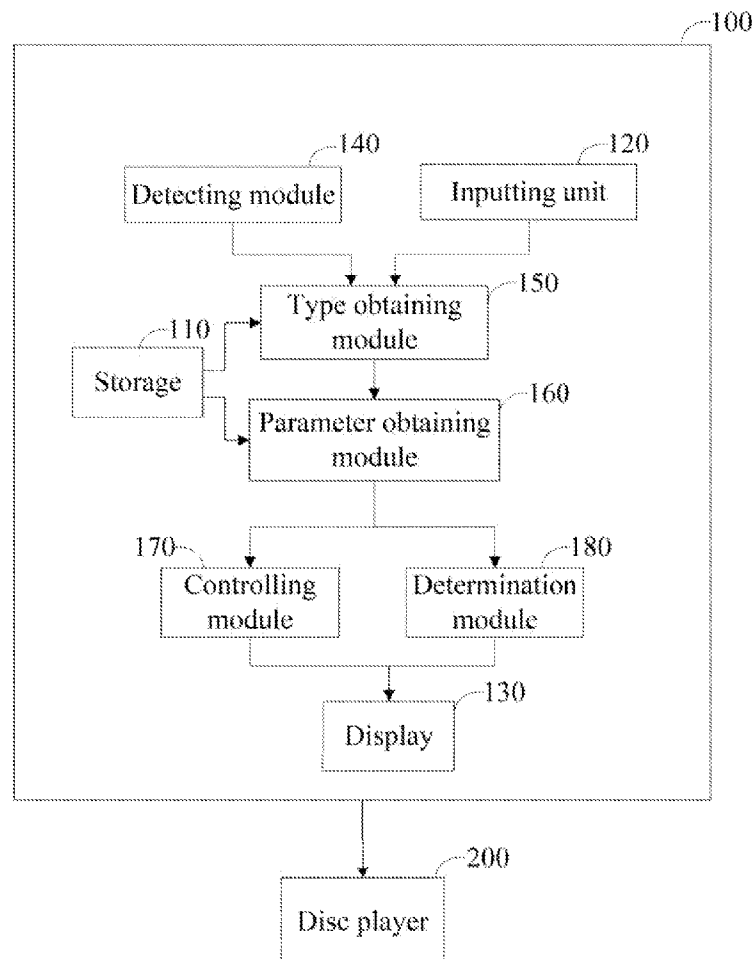 100
140
120
Detecting module
Inputting unit
150
Type obtaining
module
110
Storage
160
Parameter obtaining
module
170
180
Controlling
module
Determination
module
130
Display
200
Disc player